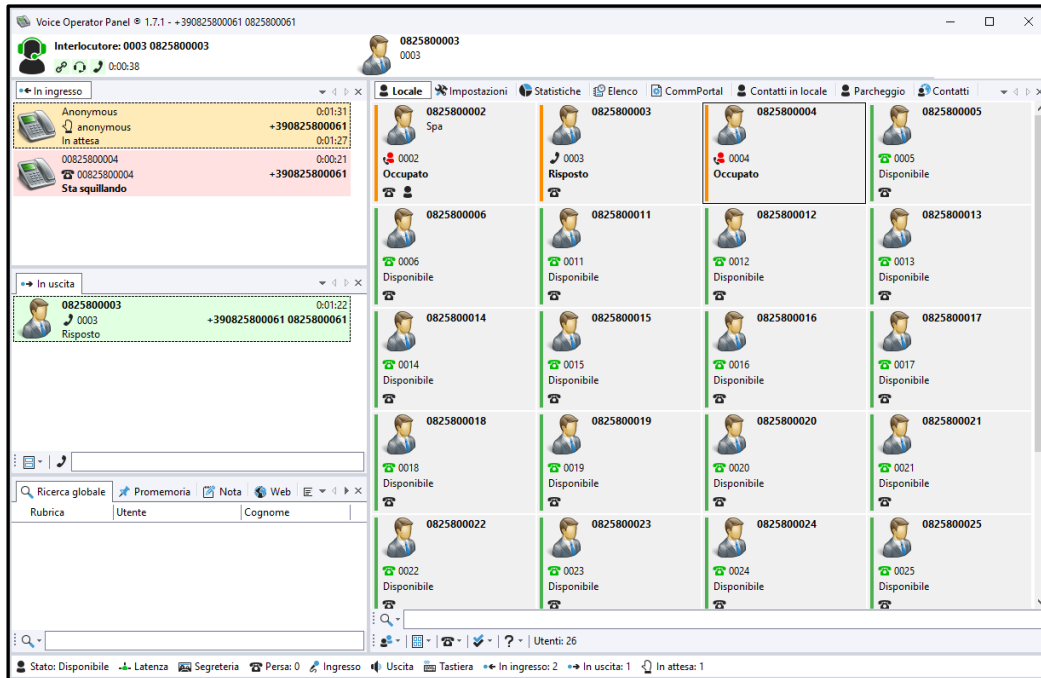 Voice Operator Panel ® 1.7.1 - +390825800061 0825800061
Interlocutore: 0003 0825800003
0:00:38
0825800003
0003
In ingresso
Anonymous 0:01:31
anonymous +390825800061
In attesa 0:01:27
00825800004 0:00:21
00825800004 +390825800061
Sta squillando
In uscita
0825800003 0:01:22
0003 +390825800061 0825800061
Risposto
Ricerca globale Promemoria Nota Web E
Rubrica Utente Cognome
Locale Impostazioni Statistiche Elenco CommPortal Contatti in locale Parcheggio Contatti
0825800002 0825800003 0825800004 0825800005
Spa
0002 0003 0004 0005
Occupato Risposto Occupato Disponibile
0825800006 0825800011 0825800012 0825800013
0006 0011 0012 0013
Disponibile Disponibile Disponibile Disponibile
0825800014 0825800015 0825800016 0825800017
0014 0015 0016 0017
Disponibile Disponibile Disponibile Disponibile
0825800018 0825800019 0825800020 0825800021
0018 0019 0020 0021
Disponibile Disponibile Disponibile Disponibile
0825800022 0825800023 0825800024 0825800025
0022 0023 0024 0025
Disponibile Disponibile Disponibile Disponibile
? Utenti: 26
Stato: Disponibile Latenza Segreteria Persa: 0 Ingresso Uscita Tastiera In ingresso: 2 In uscita: 1 In attesa: 1